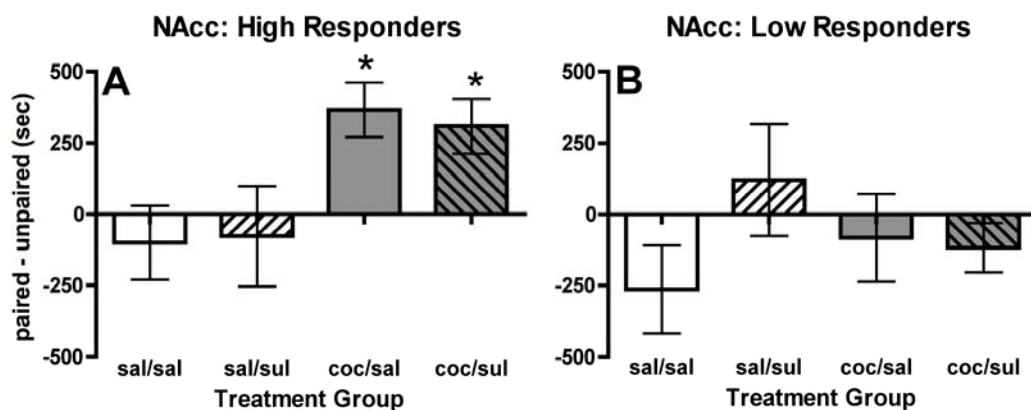 NAcc: High Responders
A
* *
paired - unpaired (sec)
500
250
0
-250
-500
sal/sal sal/sul coc/sal coc/sul
Treatment Group
NAcc: Low Responders
B
500
250
0
-250
-500
sal/sal sal/sul coc/sal coc/sul
Treatment Group